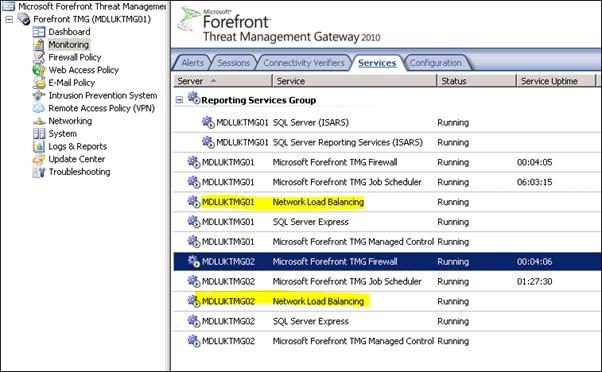 Microsoft Forefront Threat Managemen
Forefront TMG (MDLUKTMG01)
Dashboard
Monitoring
Firewall Policy
Web Access Policy
E-Mail Policy
Intrusion Prevention System
Remote Access Policy (VPN)
Networking
System
Logs & Reports
Update Center
Troubleshooting
Microsoft®
Forefront
Threat Management Gateway 2010
Alerts Sessions Connectivity Verifiers Services Configuration
Server Service Status Service Uptime
Reporting Services Group
MDLUKTMG01 SQL Server (ISARS) Running
MDLUKTMG01 SQL Server Reporting Services (ISARS) Running
MDLUKTMG01 Microsoft Forefront TMG Firewall Running 00:04:05
MDLUKTMG01 Microsoft Forefront TMG Job Scheduler Running 06:03:15
MDLUKTMG01 Network Load Balancing Running
MDLUKTMG01 SQL Server Express Running
MDLUKTMG01 Microsoft Forefront TMG Managed Control Running
MDLUKTMG02 Microsoft Forefront TMG Firewall Running 00:04:06
MDLUKTMG02 Microsoft Forefront TMG Job Scheduler Running 01:27:30
MDLUKTMG02 Network Load Balancing Running
MDLUKTMG02 SQL Server Express Running
MDLUKTMG02 Microsoft Forefront TMG Managed Control Running